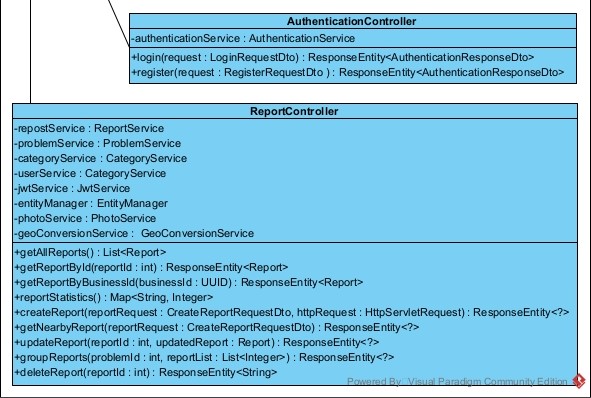 AuthenticationController
-authenticationService : AuthenticationService
+login(request : LoginRequestDto) : ResponseEntity<AuthenticationResponseDto>
+register(request : RegisterRequestDto ) : ResponseEntity<AuthenticationResponseDto>
ReportController
-repostService : ReportService
-problemService : ProblemService
-categoryService : CategoryService
-userService : CategoryService
-jwtService : JwtService
-entityManager : EntityManager
-photoService : PhotoService
-geoConversionService :  GeoConversionService
+getAllReports() : List<Report>
+getReportById(reportId : int) : ResponseEntity<Report>
+getReportByBusinessId(businessId : UUID) : ResponseEntity<Report>
+reportStatistics() : Map<String, Integer>
+createReport(reportRequest : CreateReportRequestDto, httpRequest : HttpServletRequest) : ResponseEntity<?>
+getNearbyReport(reportRequest : CreateReportRequestDto) : ResponseEntity<?>
+updateReport(reportId : int, updatedReport : Report) : ResponseEntity<?>
+groupReports(problemId : int, reportList : List<Integer>) : ResponseEntity<?>
+deleteReport(reportId : int) : ResponseEntity<String>
Powered By: Visual Paradigm Community Edition